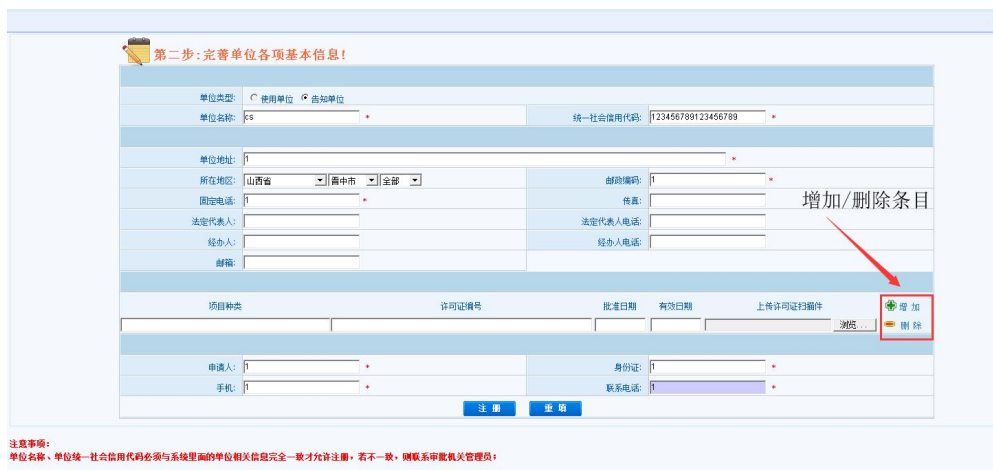 第二步:完善单位各项基本信息!
单位类型: 使用单位 告知单位
单位名称: cs * 统一社会信用代码: 123456789123456789 *
单位地址: 1 *
所在地区: 山西省 晋中市 全部 邮政编码: 1 *
固定电话: 1 * 传真:
增加/删除条目
法定代表人: 法定代表人电话:
经办人: 经办人电话:
邮箱:
项目种类 许可证编号 批准日期 有效日期 上传许可证扫描件 增加
浏览... 删除
申请人: 1 * 身份证: 1 *
手机: 1 * 联系电话: 1 *
注册 重填
注意事项:
单位名称、单位统一社会信用代码必须与系统里面的单位相关信息完全一致才允许注册,若不一致,则联系审批机关管理员;